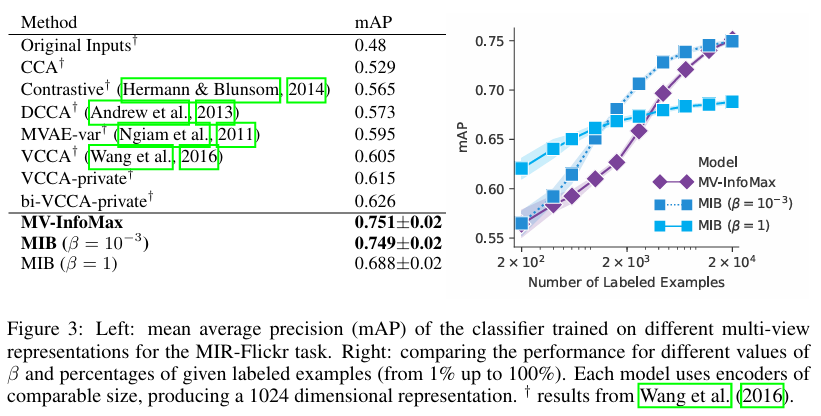 Method mAP
Original Inputs† 0.48
CCA† 0.529
Contrastive† (Hermann & Blunsom, 2014) 0.565
DCCA† (Andrew et al., 2013) 0.573
MVAE-var† (Ngiam et al., 2011) 0.595
VCCA† (Wang et al., 2016) 0.605
VCCA-private† 0.615
bi-VCCA-private† 0.626
MV-InfoMax 0.751±0.02
MIB (β = 10⁻³) 0.749±0.02
MIB (β = 1) 0.688±0.02
mAP
0.75
0.70
0.65
0.60
0.55
Model
MV-InfoMax
MIB (β = 10⁻³)
MIB (β = 1)
2 × 10² 2 × 10³ 2 × 10⁴
Number of Labeled Examples
Figure 3: Left: mean average precision (mAP) of the classifier trained on different multi-view
representations for the MIR-Flickr task. Right: comparing the performance for different values of
β and percentages of given labeled examples (from 1% up to 100%). Each model uses encoders of
comparable size, producing a 1024 dimensional representation. † results from Wang et al. (2016).